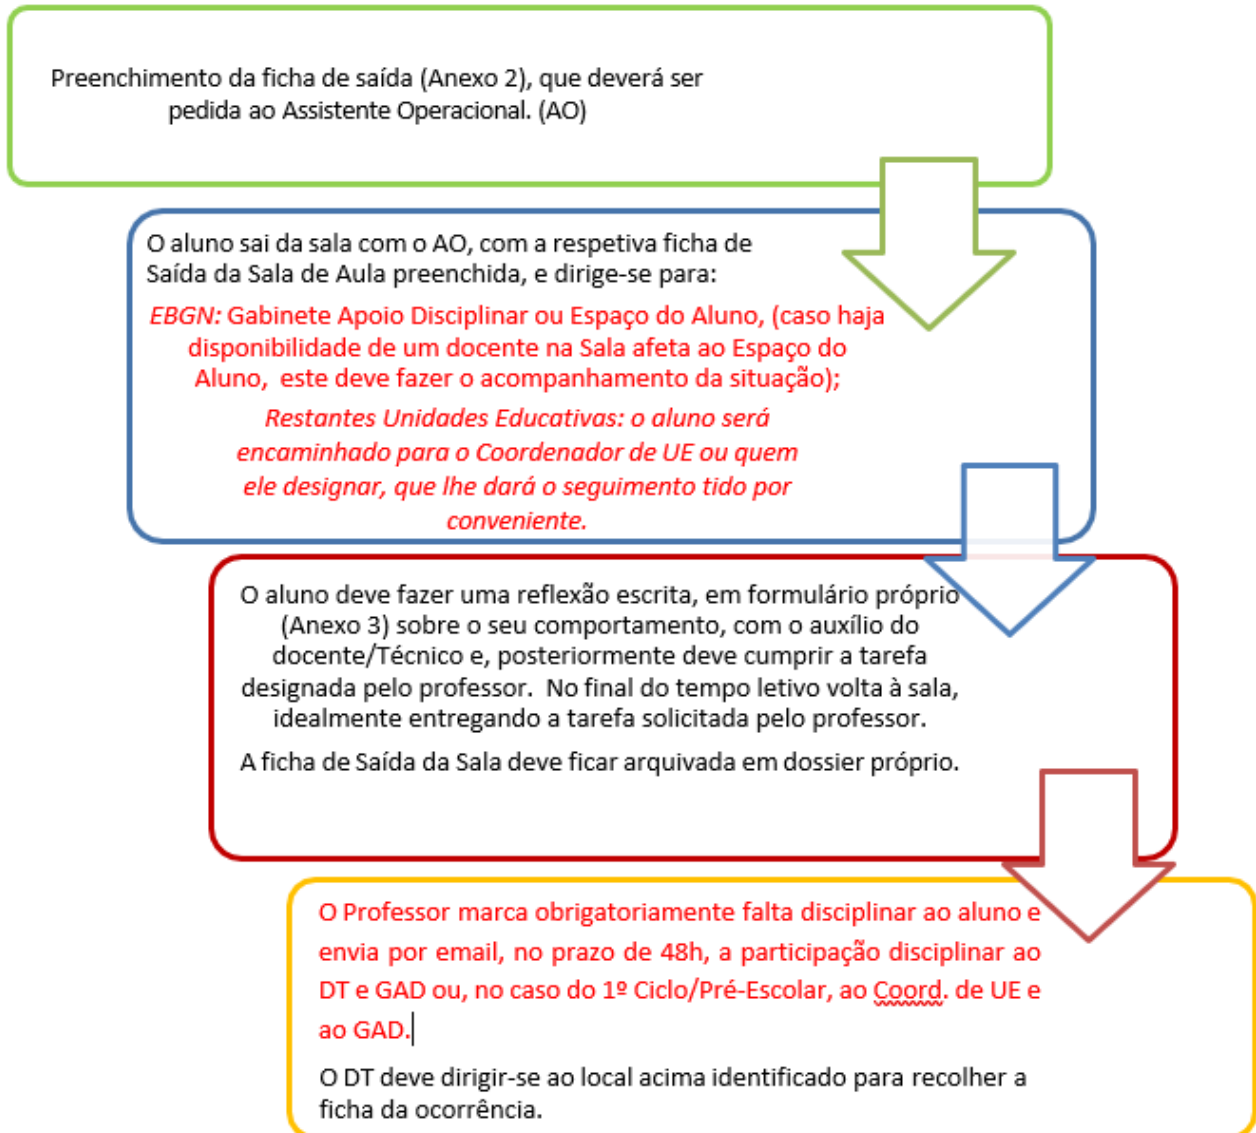 Preenchimento da ficha de saída (Anexo 2), que deverá ser
pedida ao Assistente Operacional. (AO)
O aluno sai da sala com o AO, com a respetiva ficha de
Saída da Sala de Aula preenchida, e dirige-se para:
EBGN: Gabinete Apoio Disciplinar ou Espaço do Aluno, (caso haja
disponibilidade de um docente na Sala afeta ao Espaço do
Aluno, este deve fazer o acompanhamento da situação);
Restantes Unidades Educativas: o aluno será
encaminhado para o Coordenador de UE ou quem
ele designar, que lhe dará o seguimento tido por
conveniente.
O aluno deve fazer uma reflexão escrita, em formulário próprio
(Anexo 3) sobre o seu comportamento, com o auxílio do
docente/Técnico e, posteriormente deve cumprir a tarefa
designada pelo professor. No final do tempo letivo volta à sala,
idealmente entregando a tarefa solicitada pelo professor.
A ficha de Saída da Sala deve ficar arquivada em dossier próprio.
O Professor marca obrigatoriamente falta disciplinar ao aluno e
envia por email, no prazo de 48h, a participação disciplinar ao
DT e GAD ou, no caso do 1º Ciclo/Pré-Escolar, ao Coord. de UE e
ao GAD.
O DT deve dirigir-se ao local acima identificado para recolher a
ficha da ocorrência.